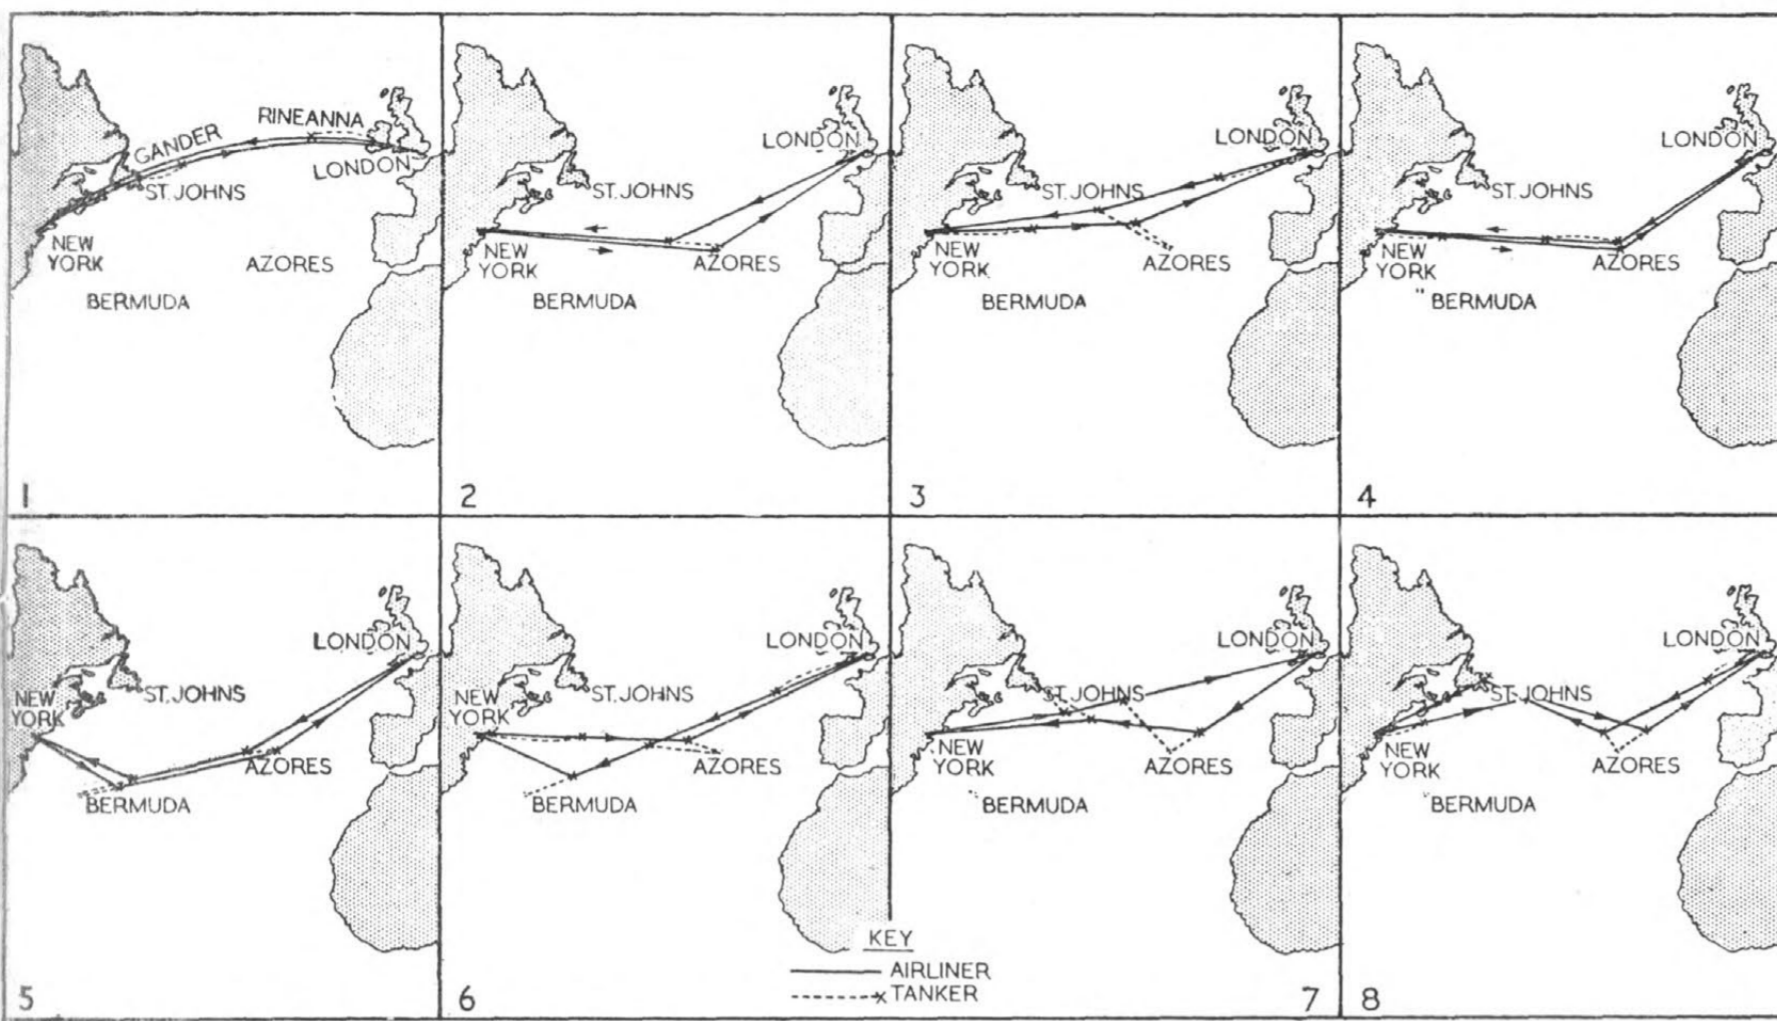 RINEANNA
GANDER
LONDON
ST. JOHNS
NEW
YORK
AZORES
BERMUDA
1
LONDON
ST. JOHNS
NEW
YORK
AZORES
BERMUDA
2
LONDON
ST. JOHNS
NEW
YORK
AZORES
BERMUDA
3
LONDON
ST. JOHNS
NEW
YORK
AZORES
BERMUDA
4
LONDON
ST. JOHNS
NEW
YORK
AZORES
BERMUDA
5
LONDON
ST. JOHNS
NEW
YORK
AZORES
BERMUDA
6
LONDON
ST. JOHNS
NEW
YORK
AZORES
BERMUDA
7
LONDON
ST. JOHNS
NEW
YORK
AZORES
BERMUDA
8
KEY
AIRLINER
TANKER